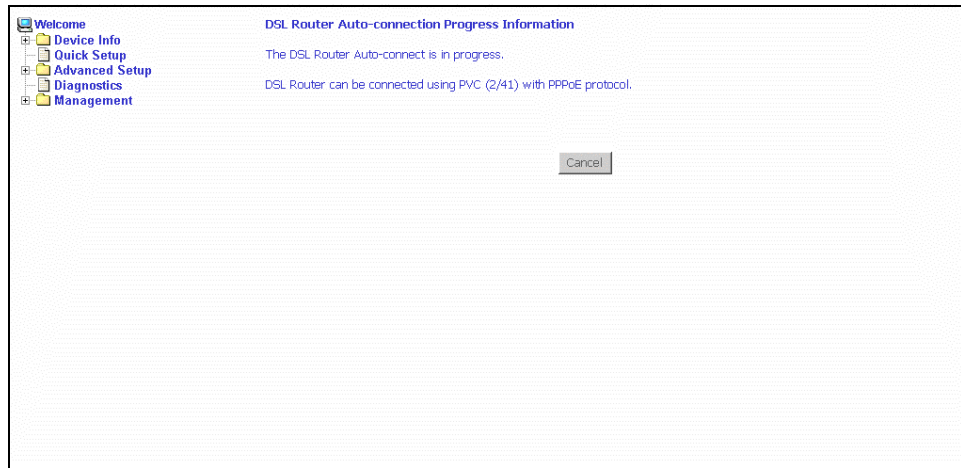 Welcome
Device Info
Quick Setup
Advanced Setup
Diagnostics
Management
DSL Router Auto-connection Progress Information
The DSL Router Auto-connect is in progress.
DSL Router can be connected using PVC (2/41) with PPPoE protocol.
Cancel